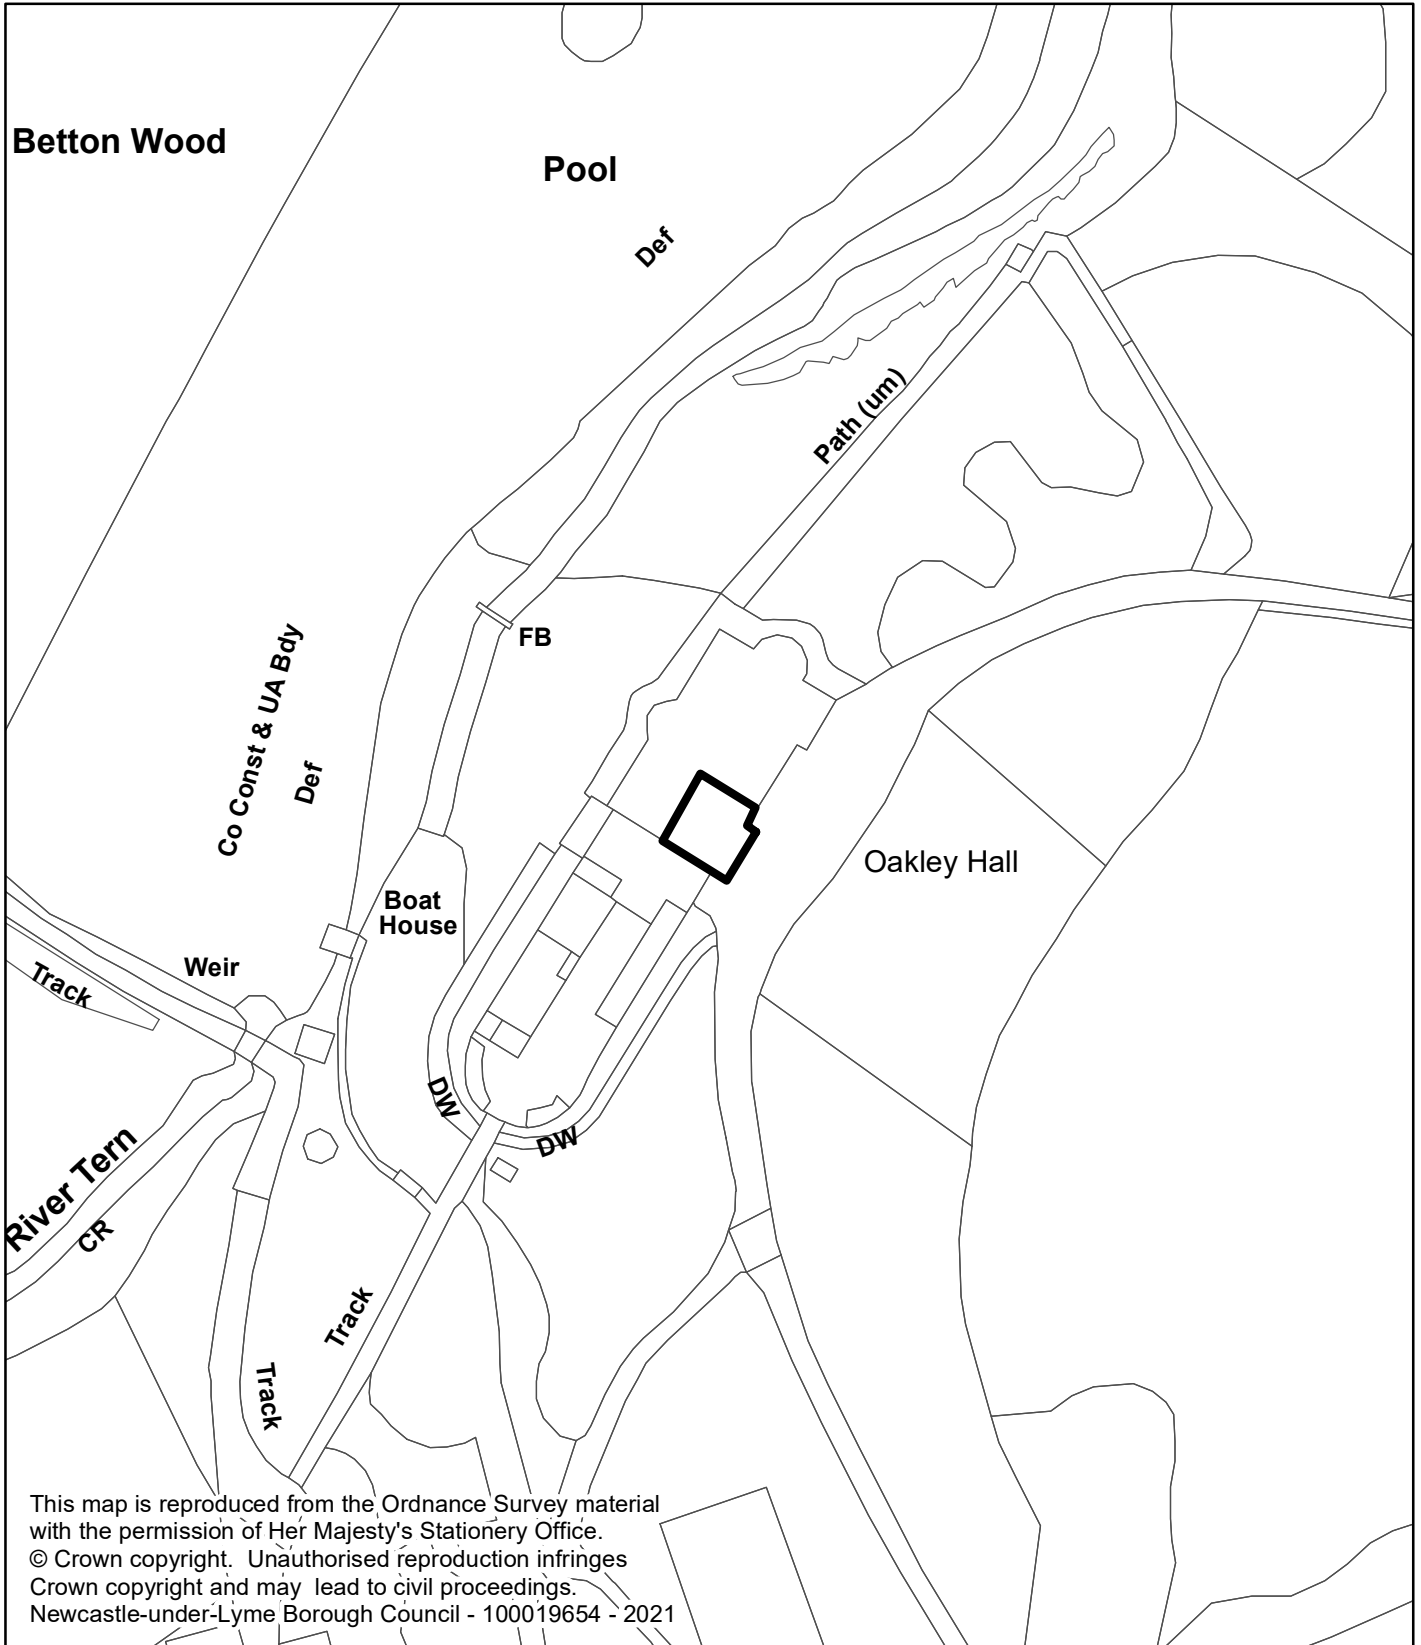 Betton Wood
Pool
Def
Path (um)
FB
Co Const & UA Bdy
Def
Oakley Hall
Boat
House
Weir
Track
DW
DW
River Tern
CR
Track
Track
This map is reproduced from the Ordnance Survey material
with the permission of Her Majesty's Stationery Office.
© Crown copyright.  Unauthorised reproduction infringes
Crown copyright and may  lead to civil proceedings.
Newcastle-under-Lyme Borough Council - 100019654 - 2021